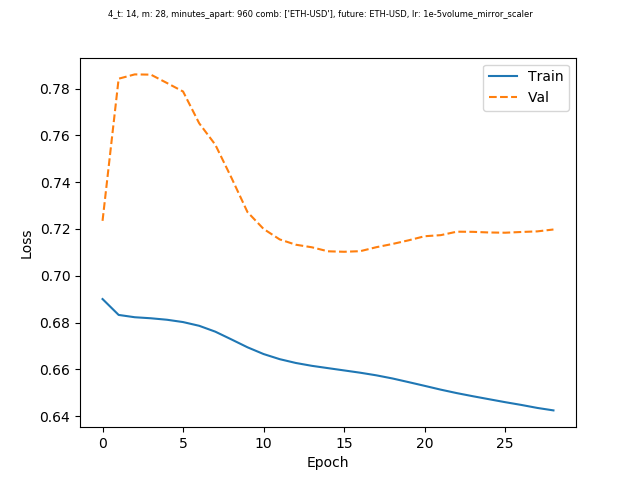 4_t: 14, m: 28, minutes_apart: 960 comb: ['ETH-USD'], future: ETH-USD, lr: 1e-5volume_mirror_scaler
Train
Val
0.78
0.76
0.74
0.72
0.70
0.68
0.66
0.64
Loss
0 5 10 15 20 25
Epoch